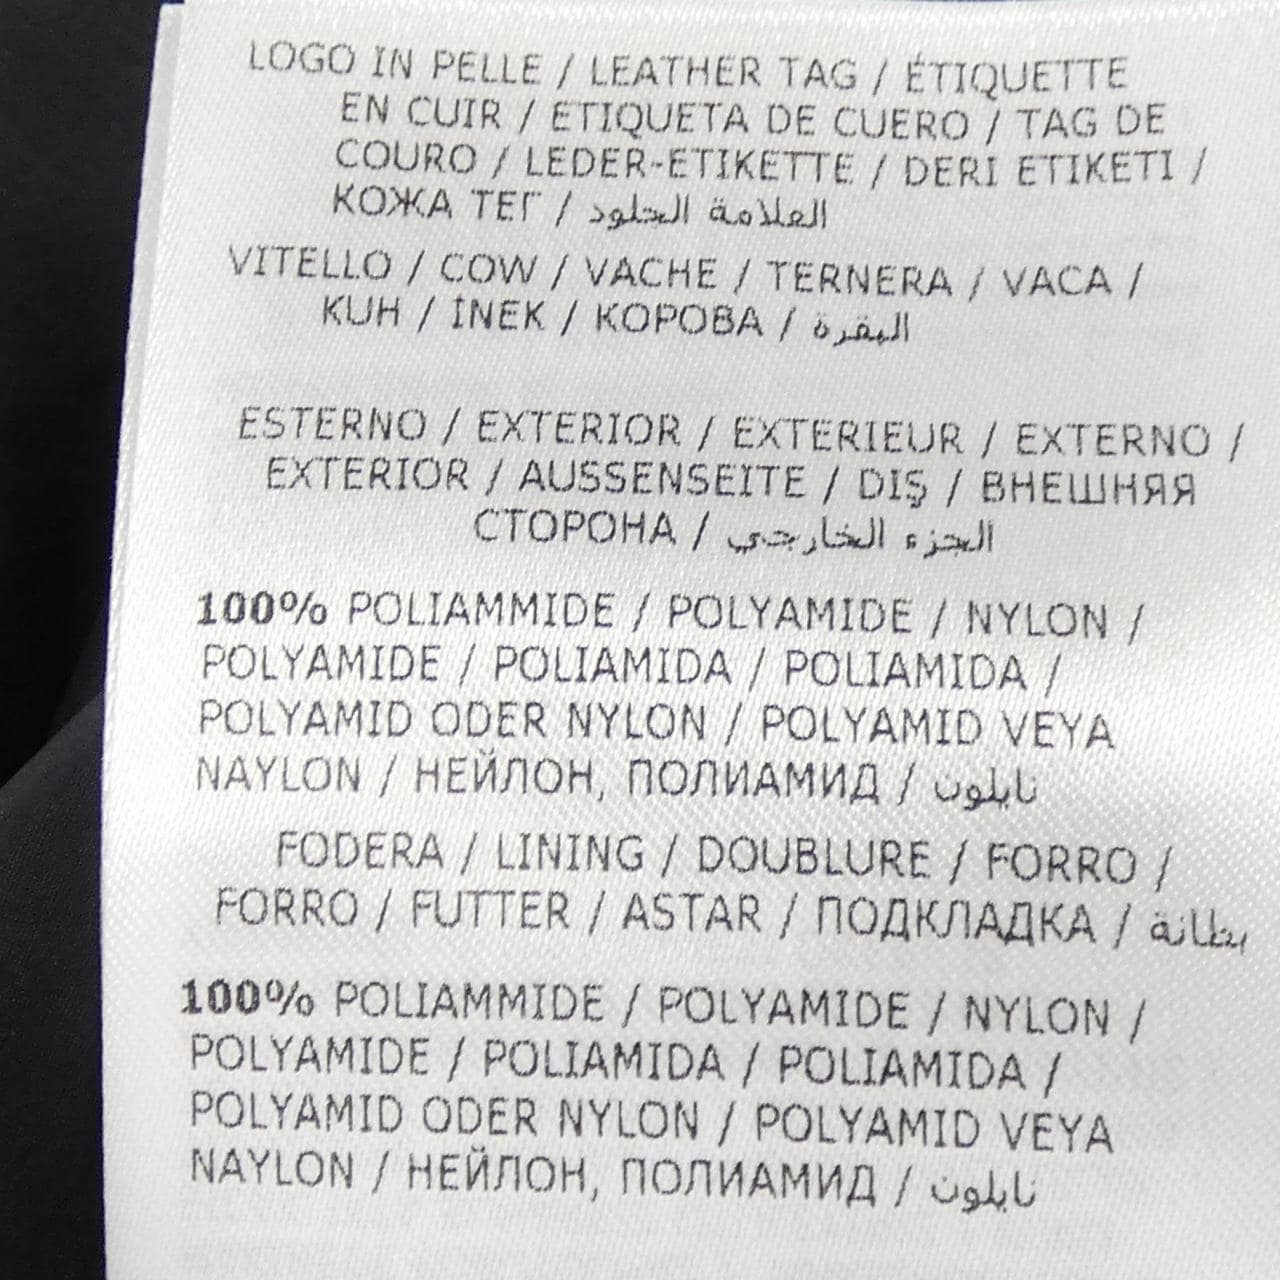 LOGO IN PELLE / LEATHER TAG / ÉTIQUETTE
EN CUIR / ETIQUETA DE CUERO / TAG DE
COURO / LEDER-ETIKETTE / DERI ETIKETI /
КОЖА ТЕГ / العلامة الجلود
VITELLO / COW / VACHE / TERNERA / VACA /
KUH / İNEK / КОРОВА / البقرة
ESTERNO / EXTERIOR / EXTERIEUR / EXTERNO /
EXTERIOR / AUSSENSEITE / DIŞ / ВНЕШНЯЯ
СТОРОНА / الجزء الخارجي
100% POLIAMMIDE / POLYAMIDE / NYLON /
POLYAMIDE / POLIAMIDA / POLIAMIDA /
POLYAMID ODER NYLON / POLYAMID VEYA
NAYLON / НЕЙЛОН, ПОЛИАМИД / نايلون
FODERA / LINING / DOUBLURE / FORRO /
FORRO / FUTTER / ASTAR / ПОДКЛАДКА / بطانة
100% POLIAMMIDE / POLYAMIDE / NYLON /
POLYAMIDE / POLIAMIDA / POLIAMIDA /
POLYAMID ODER NYLON / POLYAMID VEYA
NAYLON / НЕЙЛОН, ПОЛИАМИД / نايلون